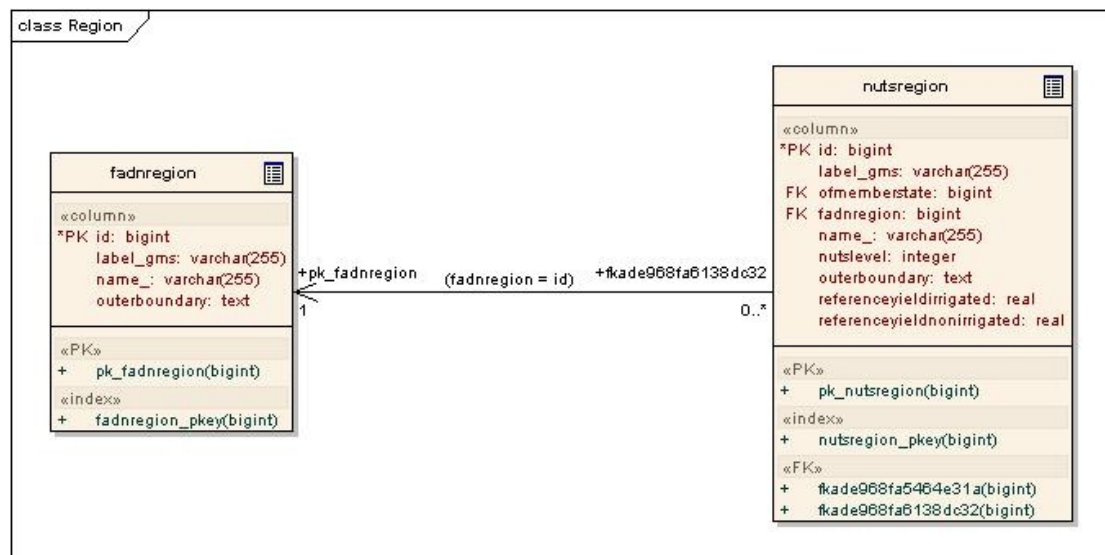 class Region
fadnregion
«column»
*PK id: bigint
label_gms: varchar(255)
name_: varchar(255)
outerboundary: text
«PK»
+ pk_fadnregion(bigint)
«index»
+ fadnregion_pkey(bigint)
+pk_fadnregion
1
(fadnregion = id)
+fkade968fa6138dc32
0..*
nutsregion
«column»
*PK id: bigint
label_gms: varchar(255)
FK ofmemberstate: bigint
FK fadnregion: bigint
name_: varchar(255)
nutslevel: integer
outerboundary: text
referenceyieldirrigated: real
referenceyieldnonirrigated: real
«PK»
+ pk_nutsregion(bigint)
«index»
+ nutsregion_pkey(bigint)
«FK»
+ fkade968fa5464e31a(bigint)
+ fkade968fa6138dc32(bigint)